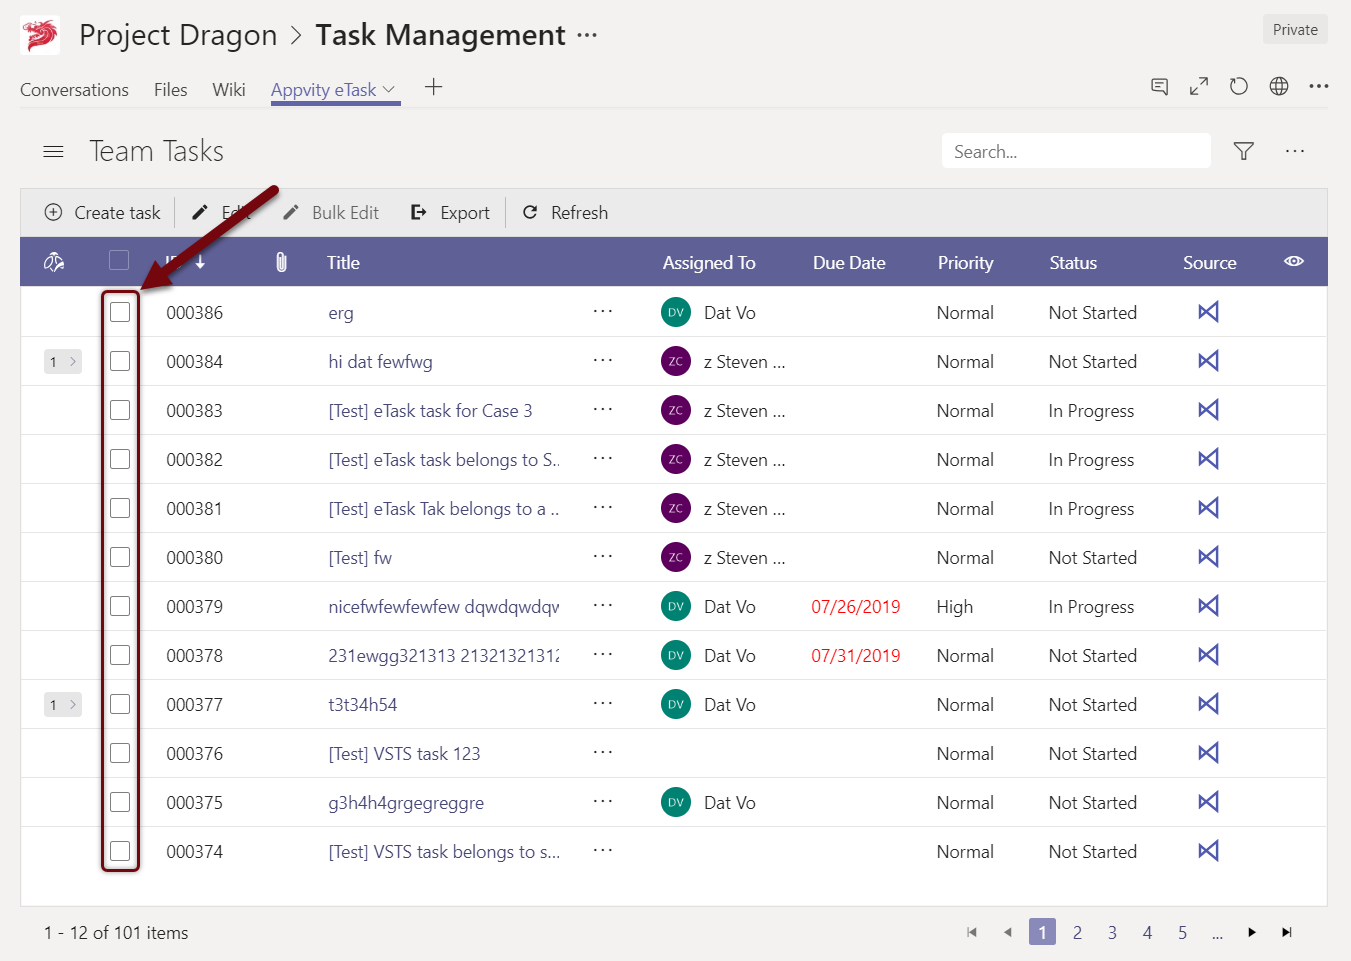 Project Dragon > Task Management ···
Private
Conversations Files Wiki Appvity eTask
Team Tasks
Search...
Create task Edit Bulk Edit Export Refresh
Title Assigned To Due Date Priority Status Source
000386 erg ··· DV Dat Vo Normal Not Started
1 > 000384 hi dat fewfwg ··· ZC z Steven ... Normal Not Started
000383 [Test] eTask task for Case 3 ··· ZC z Steven ... Normal In Progress
000382 [Test] eTask task belongs to S.. ··· ZC z Steven ... Normal In Progress
000381 [Test] eTask Tak belongs to a .. ··· ZC z Steven ... Normal In Progress
000380 [Test] fw ··· ZC z Steven ... Normal Not Started
000379 nicefwfewfewfew dqwdqwdqw ··· DV Dat Vo 07/26/2019 High In Progress
000378 231ewgg321313 21321321312 ··· DV Dat Vo 07/31/2019 Normal Not Started
1 > 000377 t3t34h54 ··· DV Dat Vo Normal Not Started
000376 [Test] VSTS task 123 ··· Normal Not Started
000375 g3h4h4grgegreggre ··· DV Dat Vo Normal Not Started
000374 [Test] VSTS task belongs to s... ··· Normal Not Started
1 - 12 of 101 items 1 2 3 4 5 ...